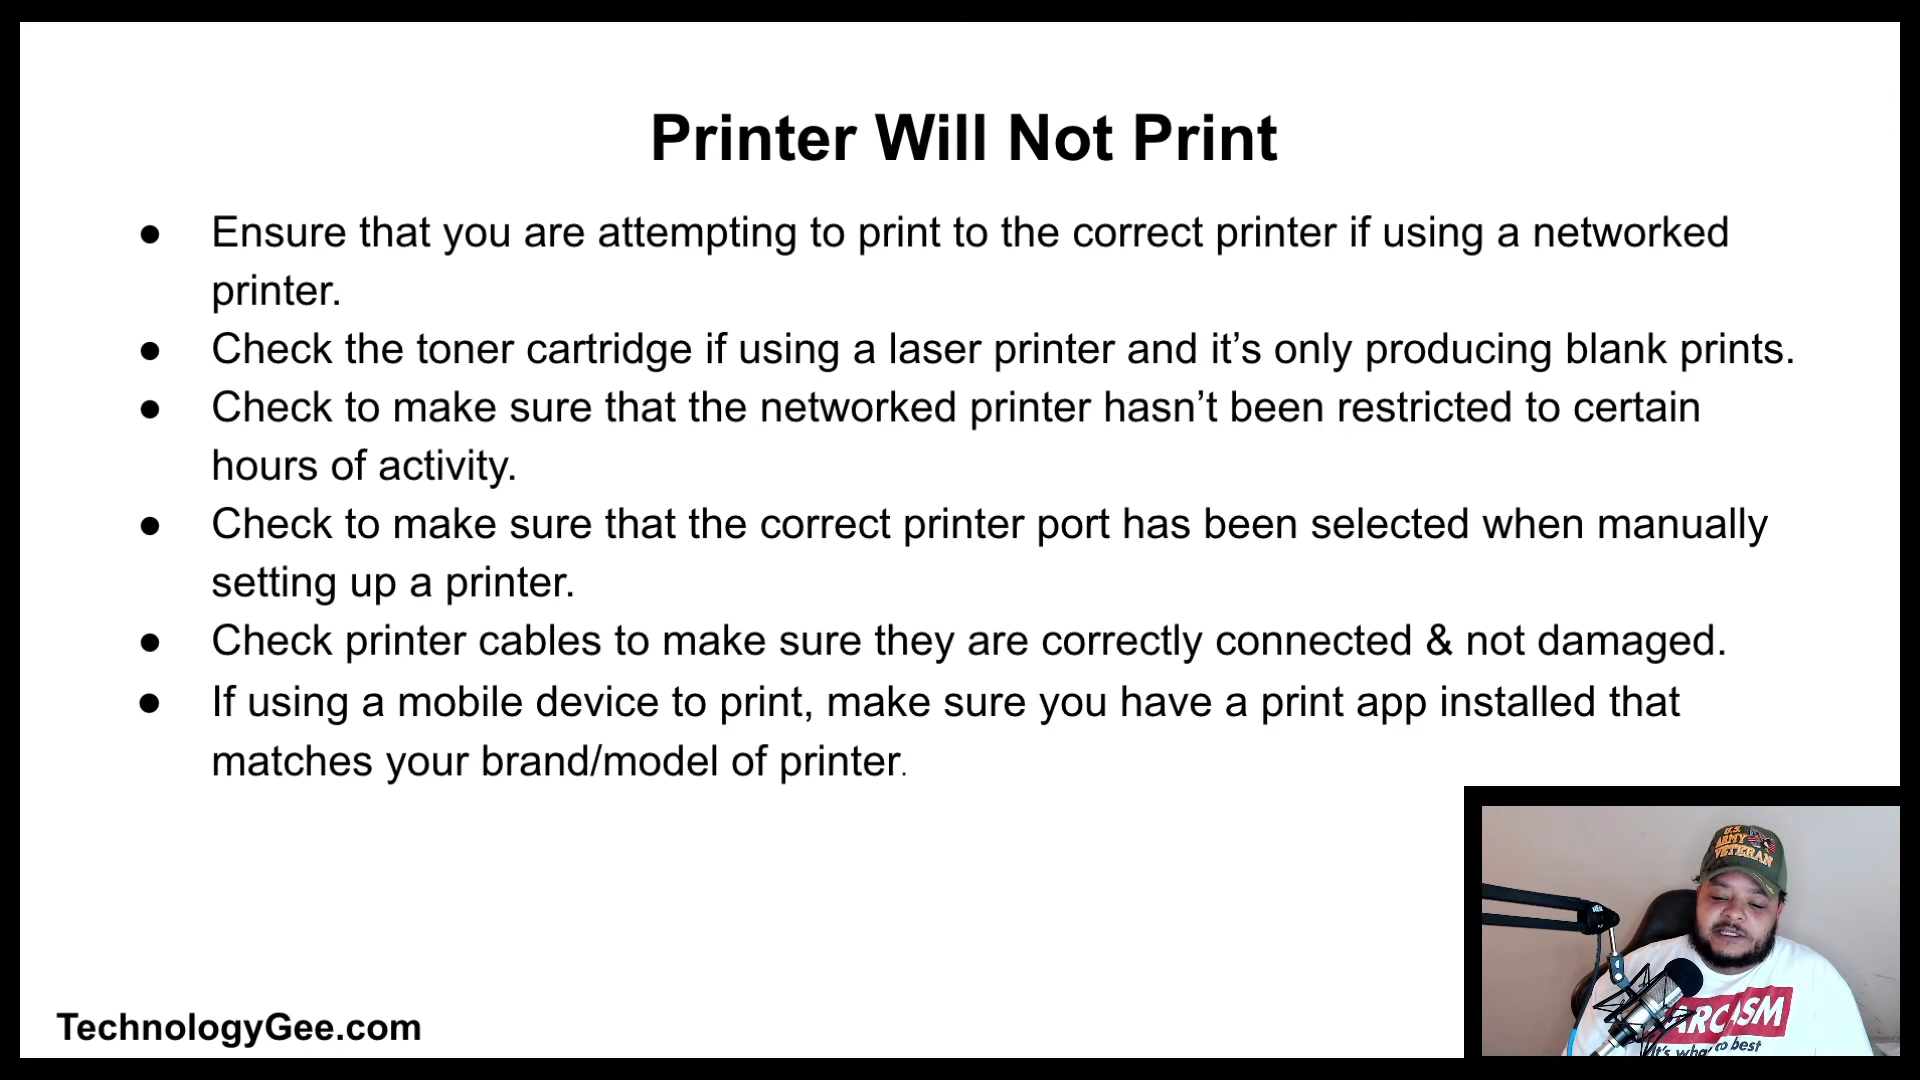 Printer Will Not Print
● Ensure that you are attempting to print to the correct printer if using a networked
printer.
● Check the toner cartridge if using a laser printer and it’s only producing blank prints.
● Check to make sure that the networked printer hasn’t been restricted to certain
hours of activity.
● Check to make sure that the correct printer port has been selected when manually
setting up a printer.
● Check printer cables to make sure they are correctly connected & not damaged.
● If using a mobile device to print, make sure you have a print app installed that
matches your brand/model of printer.
U.S.
ARMY
VETERAN
ARCASM
best
TechnologyGee.com